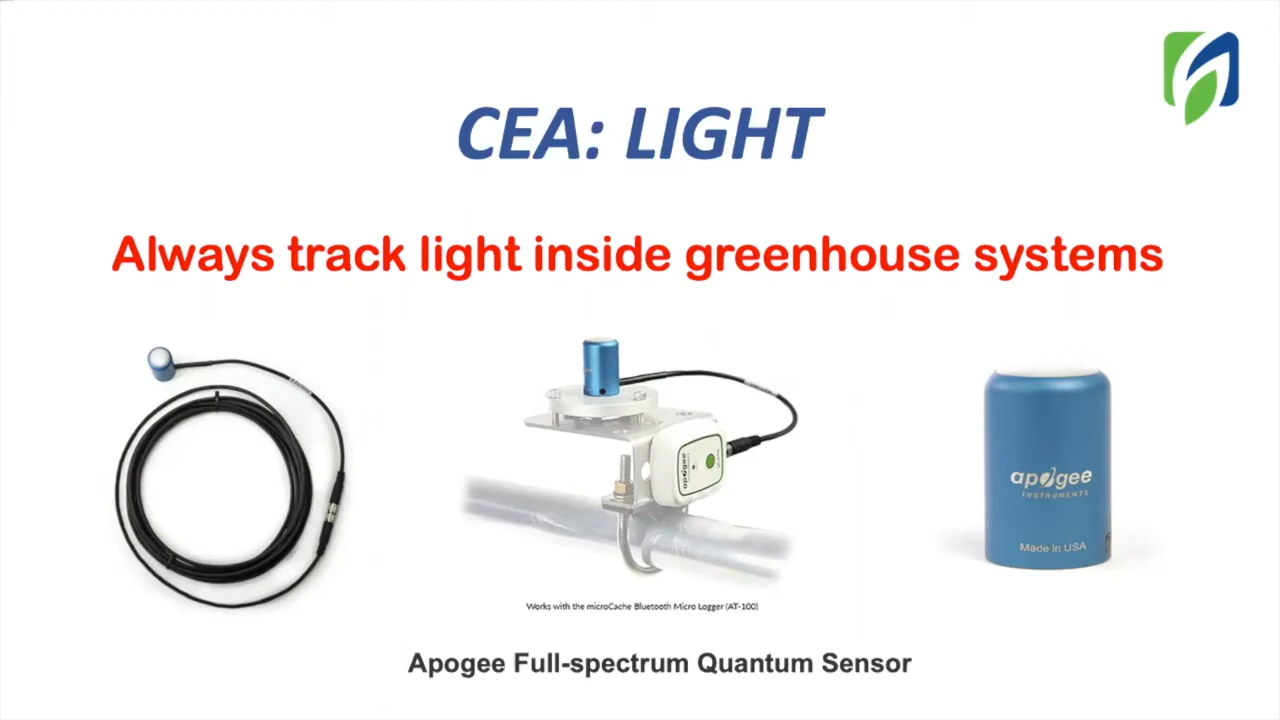 CEA: LIGHT
Always track light inside greenhouse systems
apogee
apogee
INSTRUMENTS
Made in USA
Works with the microCache Bluetooth Micro Logger (AT-100)
Apogee Full-spectrum Quantum Sensor